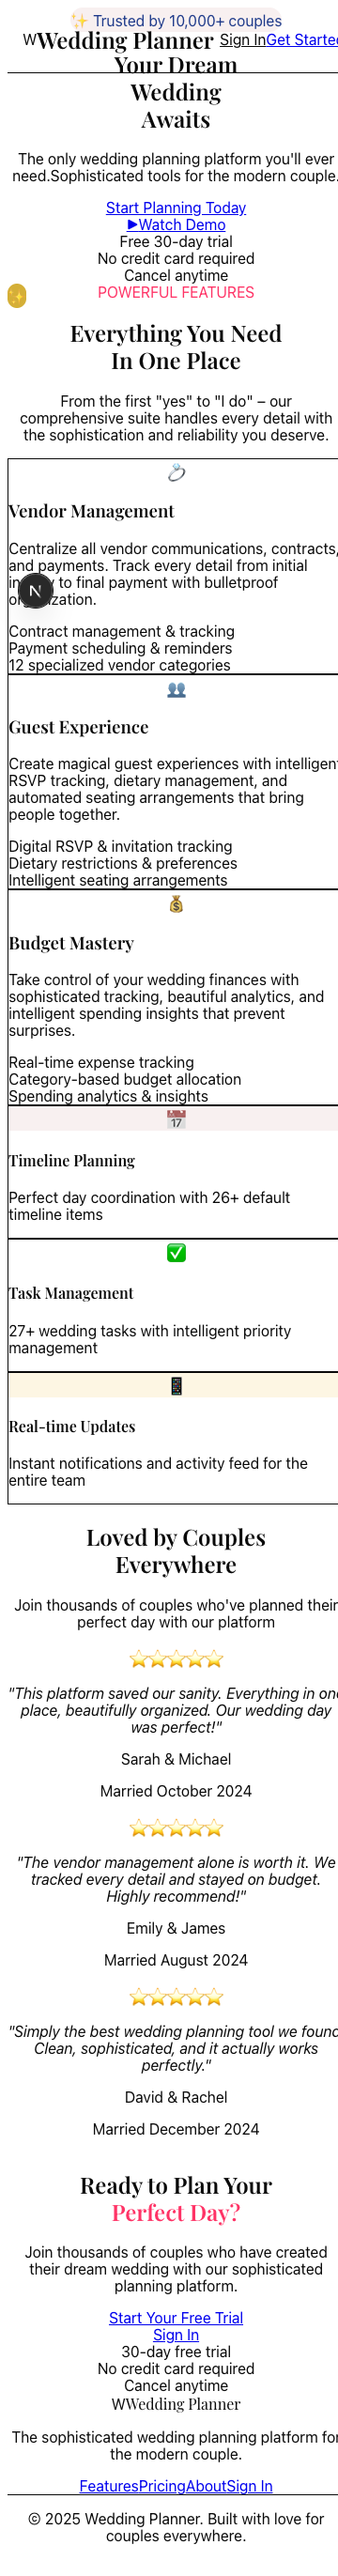 ✨ Trusted by 10,000+ couples
WWedding Planner Sign InGet Started
Your Dream
Wedding
Awaits
The only wedding planning platform you'll ever
need.Sophisticated tools for the modern couple.
Start Planning Today
▶Watch Demo
Free 30-day trial
No credit card required
Cancel anytime
✨
POWERFUL FEATURES
Everything You Need
In One Place
From the first "yes" to "I do" – our
comprehensive suite handles every detail with
the sophistication and reliability you deserve.
💍
Vendor Management
Centralize all vendor communications, contracts,
and payments. Track every detail from initial
to final payment with bulletproof
N
Contract management & tracking
Payment scheduling & reminders
12 specialized vendor categories
👥
Guest Experience
Create magical guest experiences with intelligent
RSVP tracking, dietary management, and
automated seating arrangements that bring
people together.
Digital RSVP & invitation tracking
Dietary restrictions & preferences
Intelligent seating arrangements
💰
Budget Mastery
Take control of your wedding finances with
sophisticated tracking, beautiful analytics, and
intelligent spending insights that prevent
surprises.
Real-time expense tracking
Category-based budget allocation
Spending analytics & insights
📅
Timeline Planning
Perfect day coordination with 26+ default
timeline items
✅
Task Management
27+ wedding tasks with intelligent priority
management
📱
Real-time Updates
Instant notifications and activity feed for the
entire team
Loved by Couples
Everywhere
Join thousands of couples who've planned their
perfect day with our platform
⭐⭐⭐⭐⭐
"This platform saved our sanity. Everything in one
place, beautifully organized. Our wedding day
was perfect!"
Sarah & Michael
Married October 2024
⭐⭐⭐⭐⭐
"The vendor management alone is worth it. We
tracked every detail and stayed on budget.
Highly recommend!"
Emily & James
Married August 2024
⭐⭐⭐⭐⭐
"Simply the best wedding planning tool we found.
Clean, sophisticated, and it actually works
perfectly."
David & Rachel
Married December 2024
Ready to Plan Your
Perfect Day?
Join thousands of couples who have created
their dream wedding with our sophisticated
planning platform.
Start Your Free Trial
Sign In
30-day free trial
No credit card required
Cancel anytime
WWedding Planner
The sophisticated wedding planning platform for
the modern couple.
FeaturesPricingAboutSign In
© 2025 Wedding Planner. Built with love for
couples everywhere.